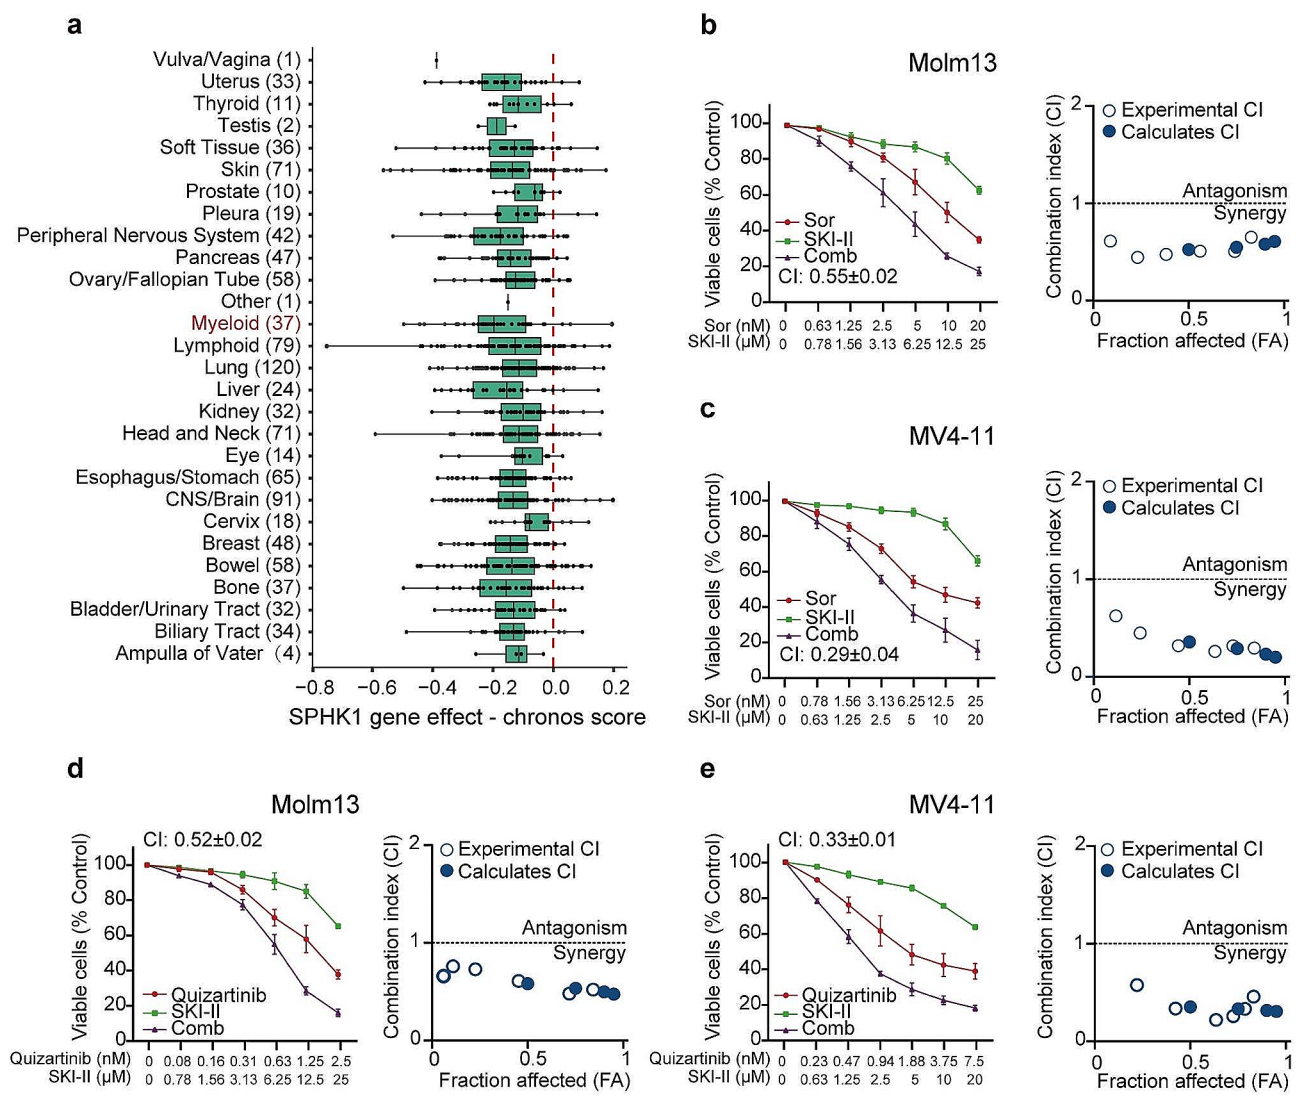 a
Vulva/Vagina (1)
Uterus (33)
Thyroid (11)
Testis (2)
Soft Tissue (36)
Skin (71)
Prostate (10)
Pleura (19)
Peripheral Nervous System (42)
Pancreas (47)
Ovary/Fallopian Tube (58)
Other (1)
Myeloid (37)
Lymphoid (79)
Lung (120)
Liver (24)
Kidney (32)
Head and Neck (71)
Eye (14)
Esophagus/Stomach (65)
CNS/Brain (91)
Cervix (18)
Breast (48)
Bowel (58)
Bone (37)
Bladder/Urinary Tract (32)
Biliary Tract (34)
Ampulla of Vater (4)
−0.8 −0.6 −0.4 −0.2 0.0 0.2
SPHK1 gene effect - chronos score
b
Molm13
Viable cells (% Control)
100
80
60
40
20
0
Sor
SKI-II
Comb
CI: 0.55±0.02
Sor (nM) 0 0.63 1.25 2.5 5 10 20
SKI-II (µM) 0 0.78 1.56 3.13 6.25 12.5 25
Combination index (CI)
2
1
0
Experimental CI
Calculates CI
Antagonism
Synergy
0 0.5 1
Fraction affected (FA)
c
MV4-11
Viable cells (% Control)
100
80
60
40
20
0
Sor
SKI-II
Comb
CI: 0.29±0.04
Sor (nM) 0 0.78 1.56 3.13 6.25 12.5 25
SKI-II (µM) 0 0.63 1.25 2.5 5 10 20
Combination index (CI)
2
1
0
Experimental CI
Calculates CI
Antagonism
Synergy
0 0.5 1
Fraction affected (FA)
d
Molm13
CI: 0.52±0.02
Viable cells (% Control)
100
80
60
40
20
0
Quizartinib
SKI-II
Comb
Quizartinib (nM) 0 0.08 0.16 0.31 0.63 1.25 2.5
SKI-II (µM) 0 0.78 1.56 3.13 6.25 12.5 25
Combination index (CI)
2
1
0
Experimental CI
Calculates CI
Antagonism
Synergy
0 0.5 1
Fraction affected (FA)
e
MV4-11
CI: 0.33±0.01
Viable cells (% Control)
100
80
60
40
20
0
Quizartinib
SKI-II
Comb
Quizartinib (nM) 0 0.23 0.47 0.94 1.88 3.75 7.5
SKI-II (µM) 0 0.63 1.25 2.5 5 10 20
Combination index (CI)
2
1
0
Experimental CI
Calculates CI
Antagonism
Synergy
0 0.5 1
Fraction affected (FA)